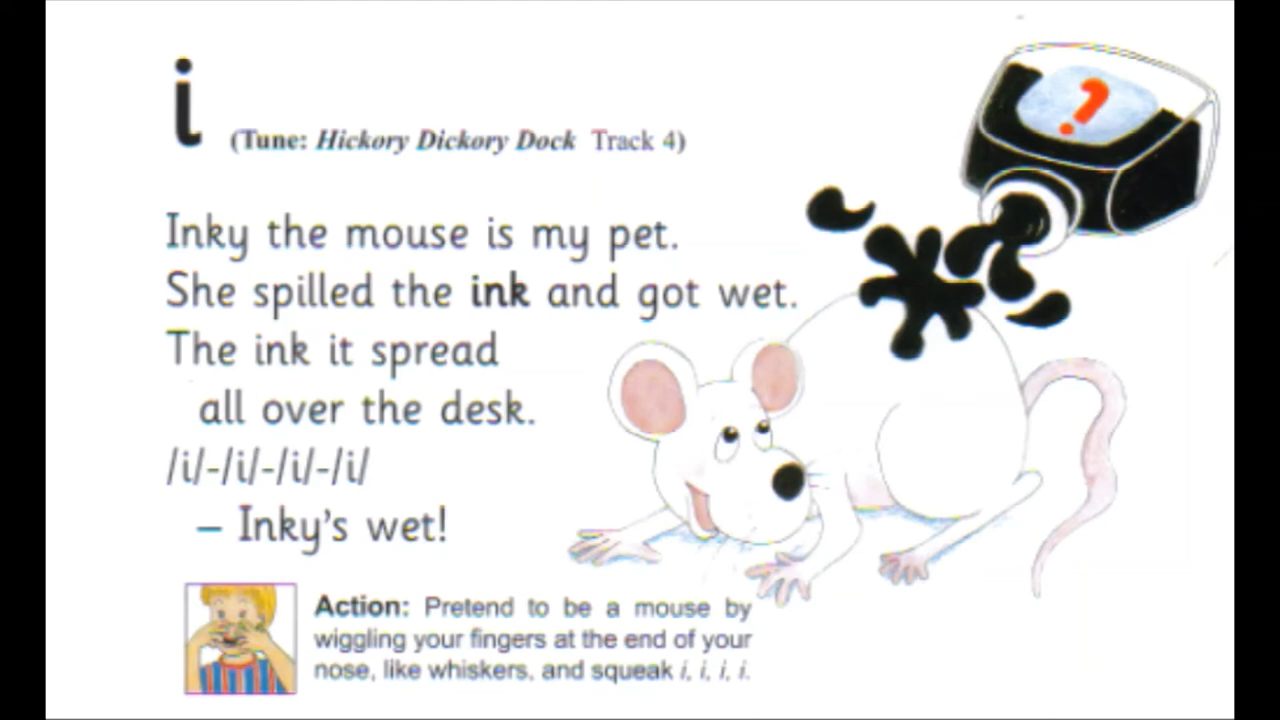 i
(Tune: Hickory Dickory Dock Track 4)
?
Inky the mouse is my pet.
She spilled the ink and got wet.
The ink it spread
all over the desk.
/i/-/i/-/i/-/i/
– Inky's wet!
Action: Pretend to be a mouse by
wiggling your fingers at the end of your
nose, like whiskers, and squeak i, i, i, i.